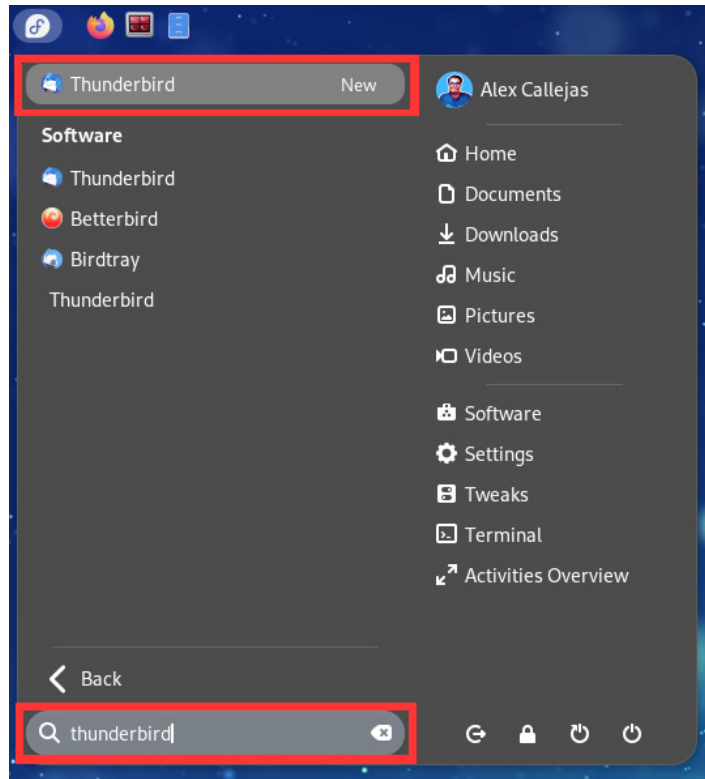 Thunderbird New
Software
Thunderbird
Betterbird
Birdtray
Thunderbird
Back
thunderbird
Alex Callejas
Home
Documents
Downloads
Music
Pictures
Videos
Software
Settings
Tweaks
Terminal
Activities Overview